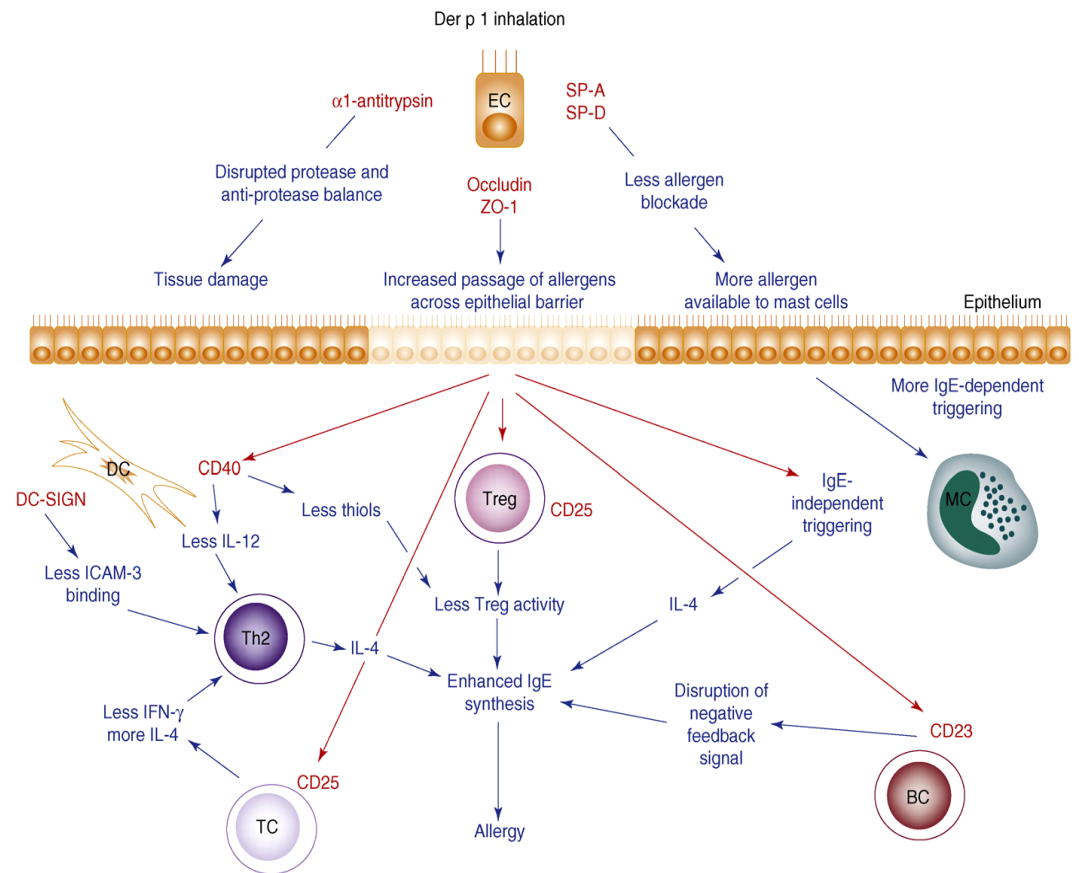 Der p 1 inhalation
α1-antitrypsin
EC
SP-A
SP-D
Disrupted protease and
anti-protease balance
Occludin
ZO-1
Less allergen
blockade
Tissue damage
Increased passage of allergens
across epithelial barrier
More allergen
available to mast cells
Epithelium
More IgE-dependent
triggering
DC
CD40
DC-SIGN
Less thiols
Treg
CD25
IgE-
independent
triggering
MC
Less IL-12
Less ICAM-3
binding
Less Treg activity
IL-4
Th2
IL-4
Enhanced IgE
synthesis
Disruption of
negative
feedback
signal
Less IFN-γ
more IL-4
CD23
CD25
BC
TC
Allergy